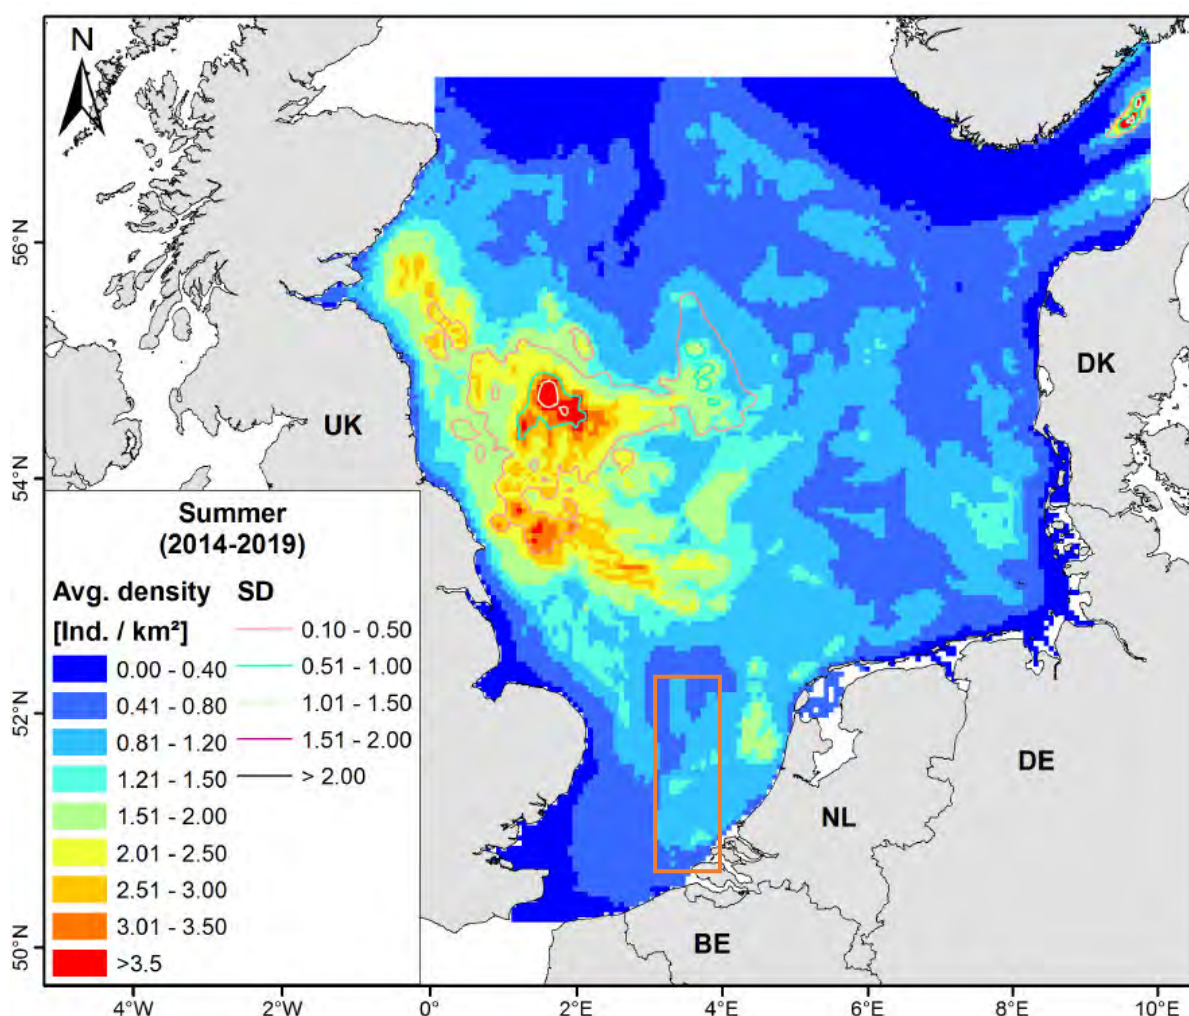 N
56°N
54°N
52°N
50°N
UK
DK
DE
NL
BE
Summer
(2014-2019)
Avg. density SD
[Ind. / km²]
0.10 - 0.50
0.00 - 0.40
0.51 - 1.00
0.41 - 0.80
1.01 - 1.50
0.81 - 1.20
1.51 - 2.00
1.21 - 1.50
> 2.00
1.51 - 2.00
2.01 - 2.50
2.51 - 3.00
3.01 - 3.50
>3.5
4°W 2°W 0° 2°E 4°E 6°E 8°E 10°E